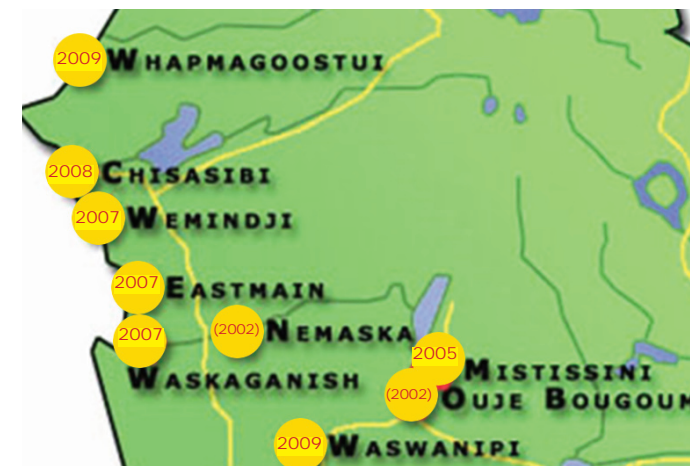 2009 WHAPMAGOOSTUI
2008 CHISASIBI
2007 WEMINDJI
2007 EASTMAIN
(2002) NEMASKA
2007
WASKAGANISH
2005
MISTISSINI
(2002) OUJE BOUGOUM
2009 WASWANIPI